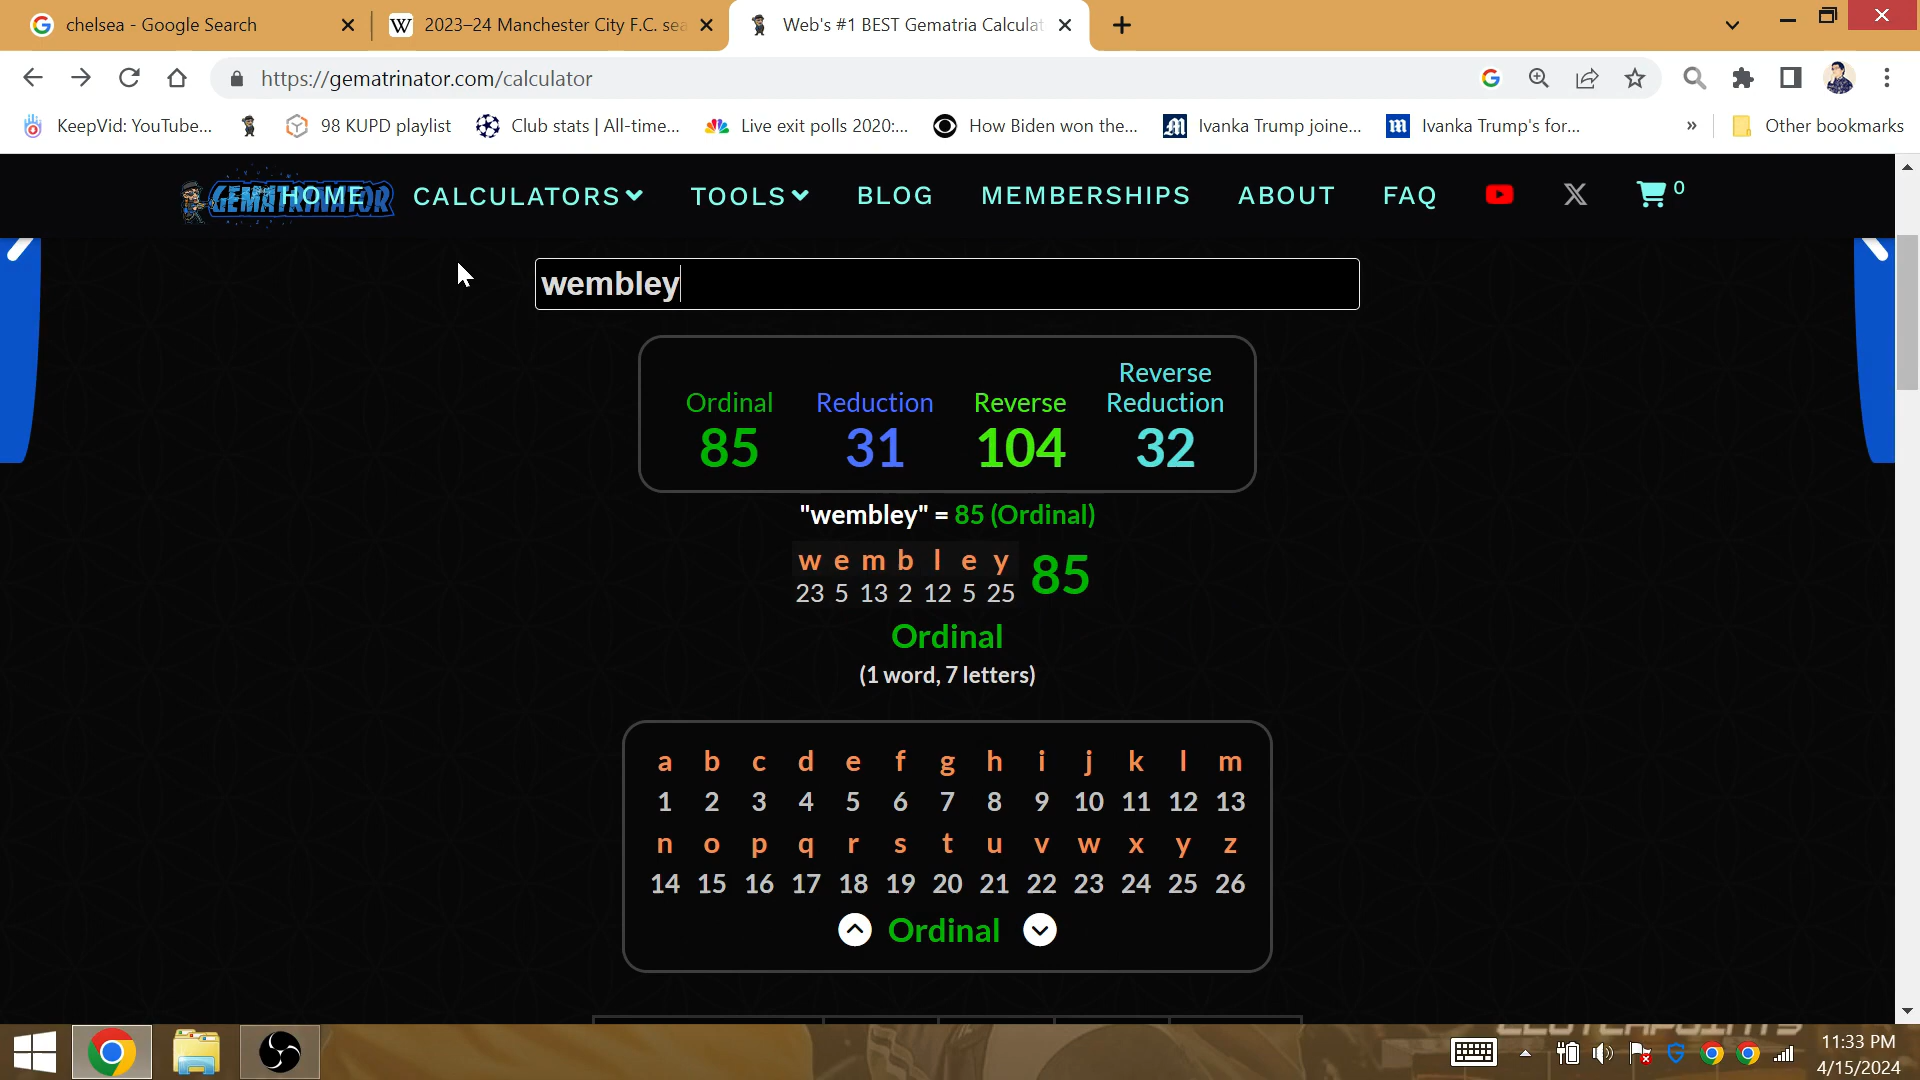 chelsea - Google Search
2023–24 Manchester City F.C. sea
Web's #1 BEST Gematria Calculat
https://gematrinator.com/calculator
KeepVid: YouTube...
98 KUPD playlist
Club stats | All-time...
Live exit polls 2020:...
How Biden won the...
Ivanka Trump joine...
Ivanka Trump's for...
»
Other bookmarks
GEMATRINATOR
HOME
CALCULATORS
TOOLS
BLOG
MEMBERSHIPS
ABOUT
FAQ
0
wembley
Ordinal Reduction Reverse Reverse Reduction
85 31 104 32
"wembley" = 85 (Ordinal)
w e m b l e y 85
23 5 13 2 12 5 25
Ordinal
(1 word, 7 letters)
a b c d e f g h i j k l m
1 2 3 4 5 6 7 8 9 10 11 12 13
n o p q r s t u v w x y z
14 15 16 17 18 19 20 21 22 23 24 25 26
Ordinal
11:33 PM
4/15/2024